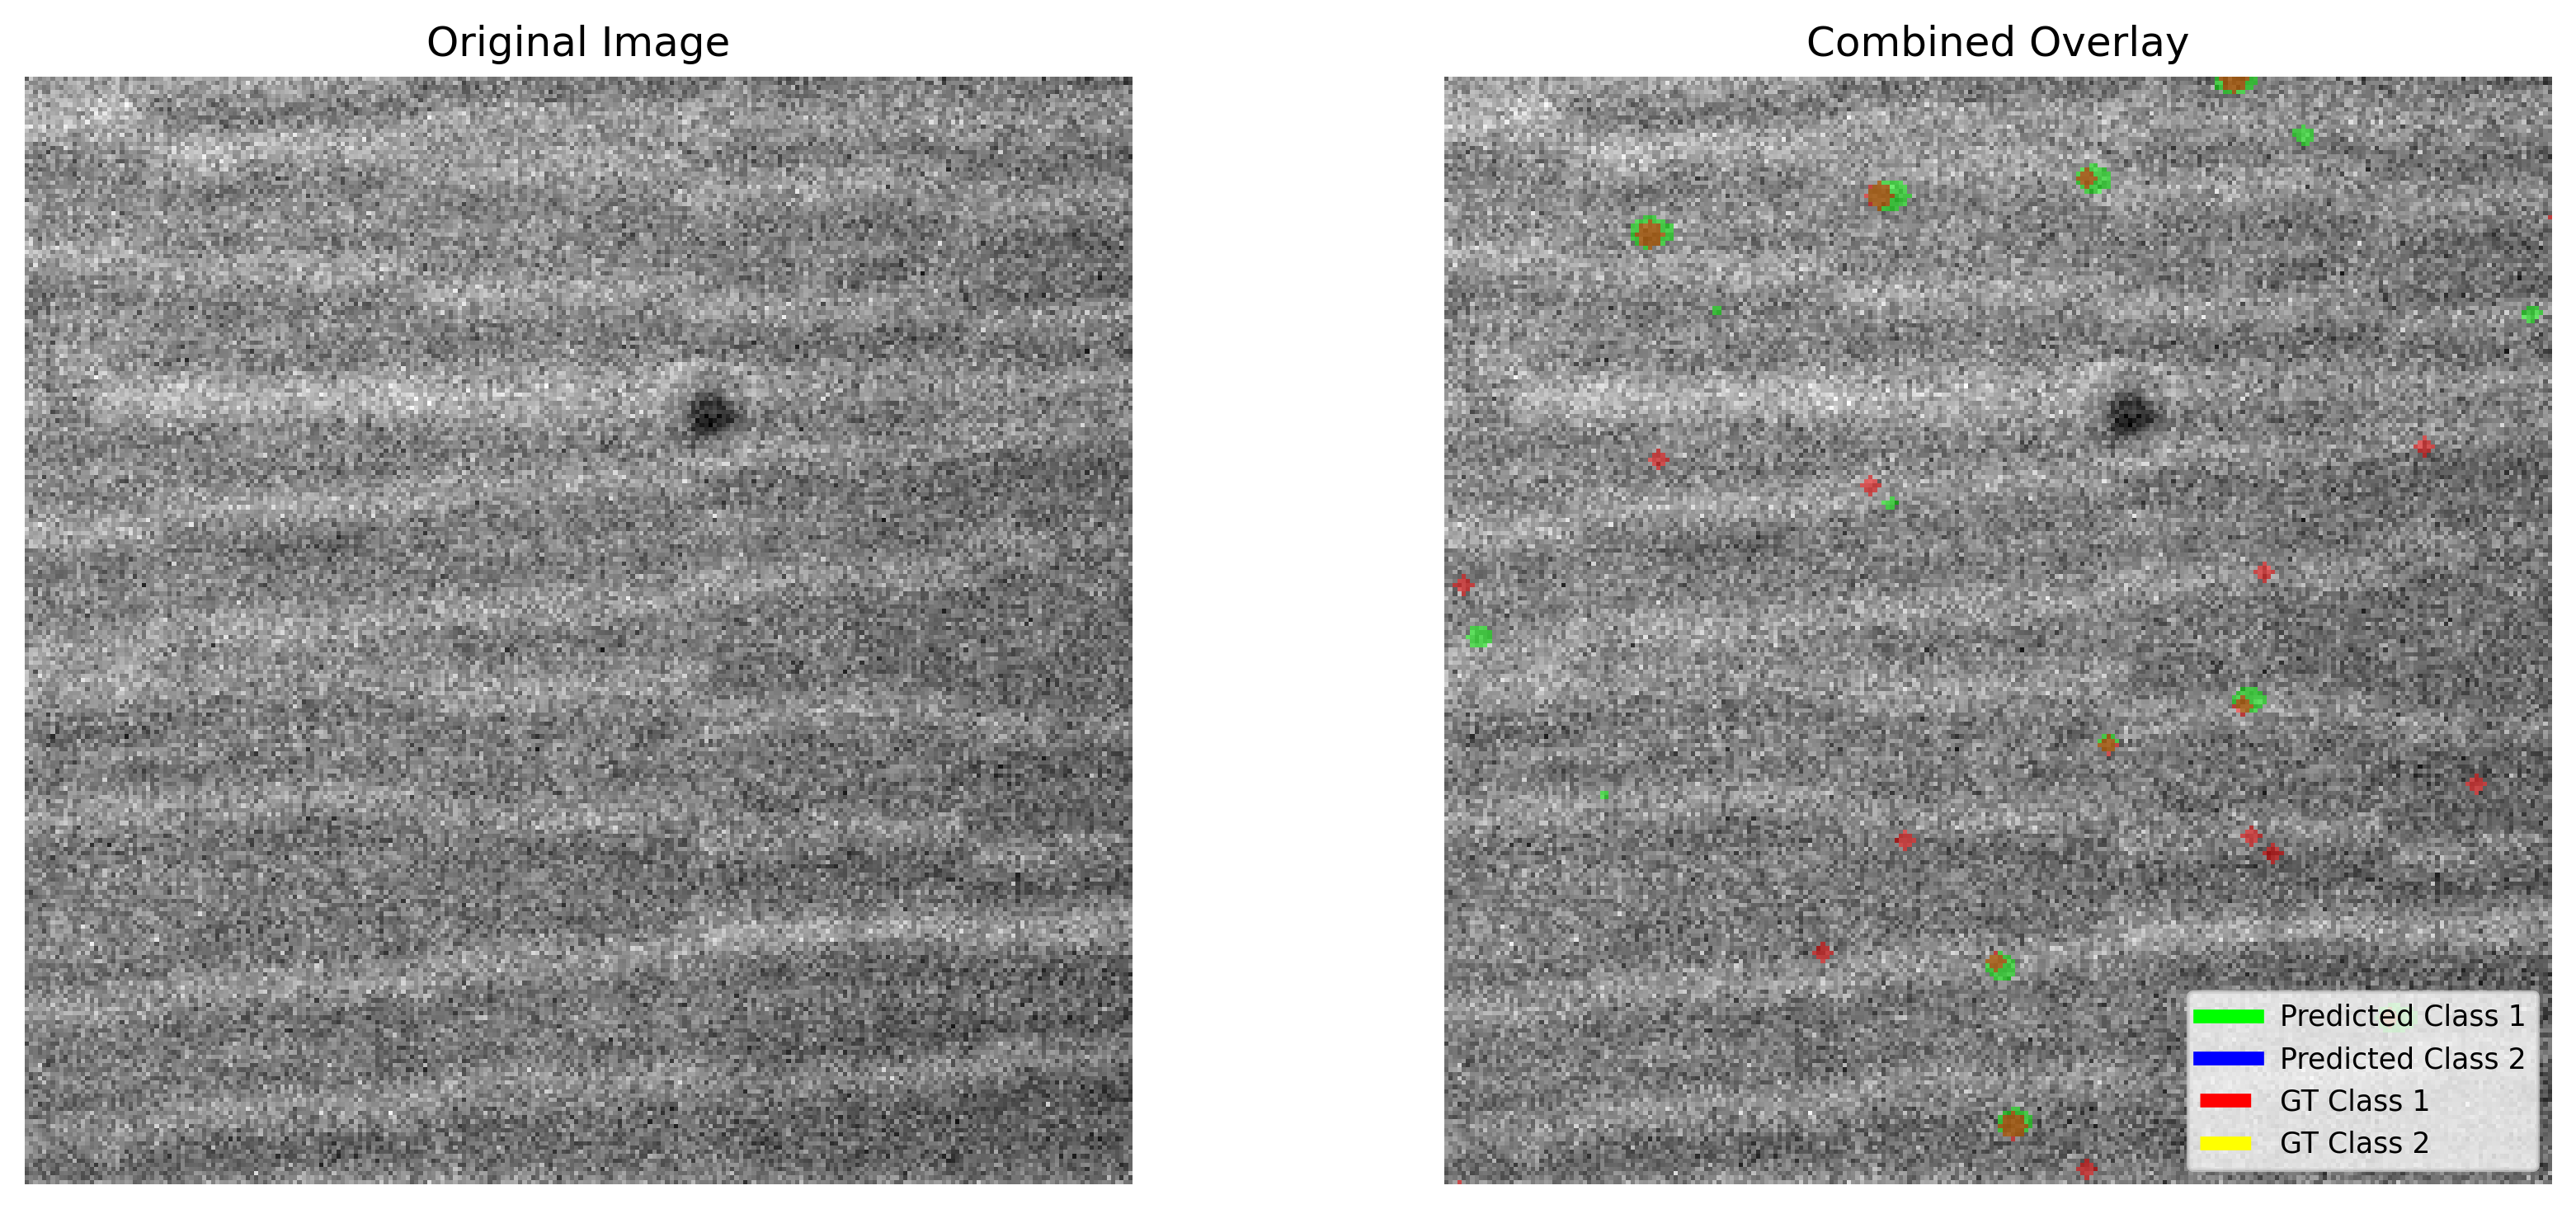 Original Image
Combined Overlay
Predicted Class 1
Predicted Class 2
GT Class 1
GT Class 2